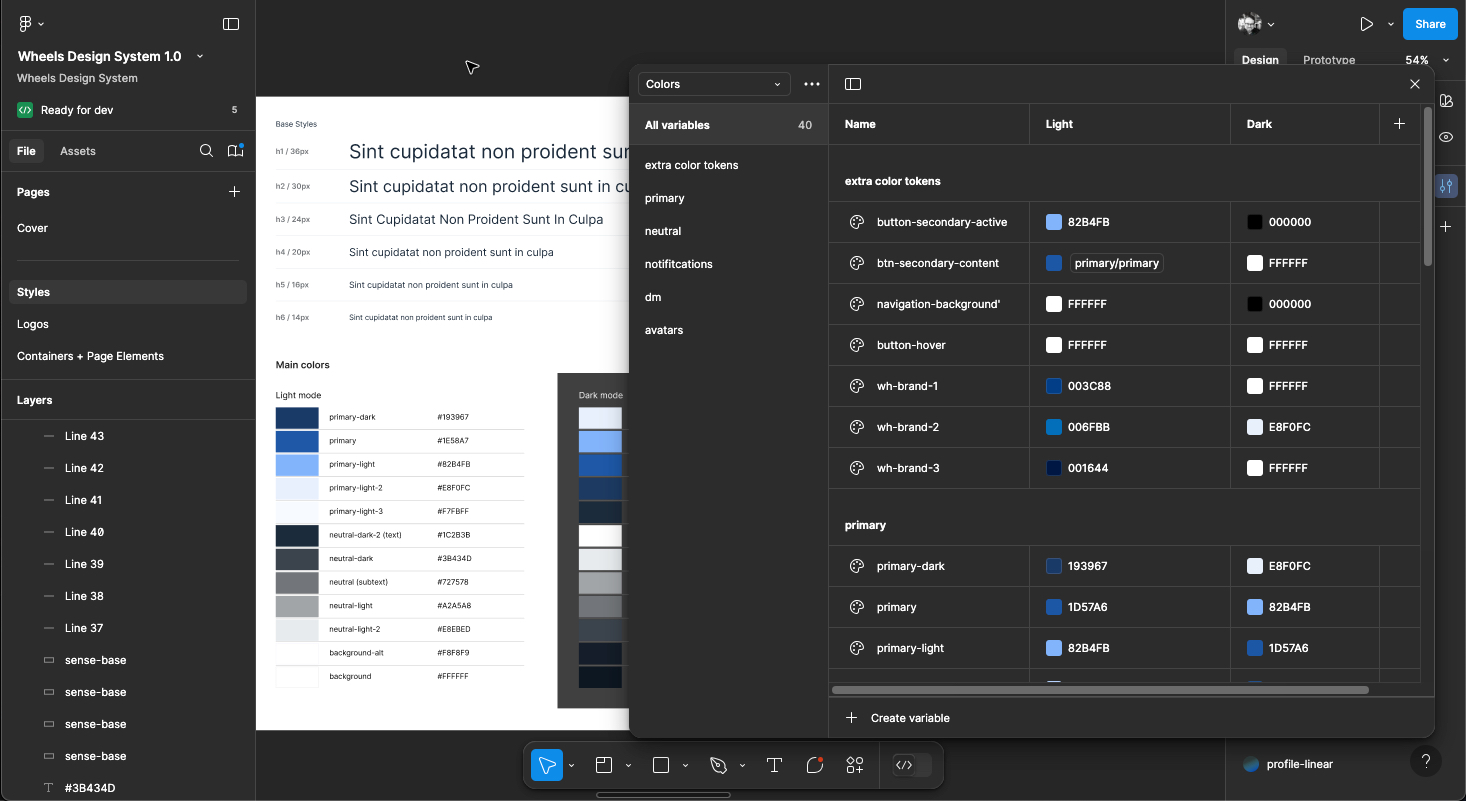 Wheels Design System 1.0
Wheels Design System
Ready for dev 5
File Assets
Pages
Cover
Styles
Logos
Containers + Page Elements
Layers
Line 43
Line 42
Line 41
Line 40
Line 39
Line 38
Line 37
sense-base
sense-base
sense-base
sense-base
#3B434D
Base Styles
h1 / 36px Sint cupidatat non proident sun
h2 / 30px Sint cupidatat non proident sunt in cu
h3 / 24px Sint Cupidatat Non Proident Sunt In Culpa
h4 / 20px Sint cupidatat non proident sunt in culpa
h5 / 16px Sint cupidatat non proident sunt in culpa
h6 / 14px Sint cupidatat non proident sunt in culpa
Main colors
Light mode
primary-dark #193967
primary #1E58A7
primary-light #82B4FB
primary-light-2 #E8F0FC
primary-light-3 #F7FBFF
neutral-dark-2 (text) #1C2B3B
neutral-dark #3B434D
neutral (subtext) #727578
neutral-light #A2A5A8
neutral-light-2 #E8EBED
background-alt #F8F8F9
background #FFFFFF
Dark mode
Colors
All variables 40
extra color tokens
primary
neutral
notifitcations
dm
avatars
Name Light Dark
extra color tokens
button-secondary-active 82B4FB 000000
btn-secondary-content primary/primary FFFFFF
navigation-background' FFFFFF 000000
button-hover FFFFFF FFFFFF
wh-brand-1 003C88 FFFFFF
wh-brand-2 006FBB E8F0FC
wh-brand-3 001644 FFFFFF
primary
primary-dark 193967 E8F0FC
primary 1D57A6 82B4FB
primary-light 82B4FB 1D57A6
Create variable
Share
Design Prototype 54%
profile-linear
?